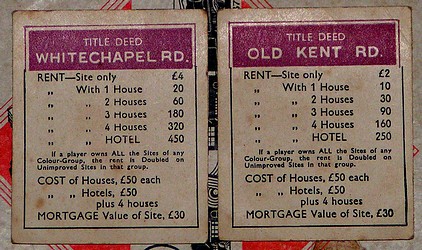 TITLE DEED
WHITECHAPEL RD.
RENT—Site only £4
„ With 1 House 20
„ „ 2 Houses 60
„ „ 3 Houses 180
„ „ 4 Houses 320
„ „ HOTEL 450
If a player owns ALL the Sites of any
Colour-Group, the rent is Doubled on
Unimproved Sites in that group.
COST of Houses, £50 each
„ „ Hotels, £50
plus 4 houses
MORTGAGE Value of Site, £30
TITLE DEED
OLD KENT RD.
RENT—Site only £2
„ With 1 House 10
„ „ 2 Houses 30
„ „ 3 Houses 90
„ „ 4 Houses 160
„ „ HOTEL 250
If a player owns ALL the Sites of any
Colour-Group, the rent is Doubled on
Unimproved Sites in that group.
COST of Houses, £50 each
„ „ Hotels, £50
plus 4 houses
MORTGAGE Value of Site, £30